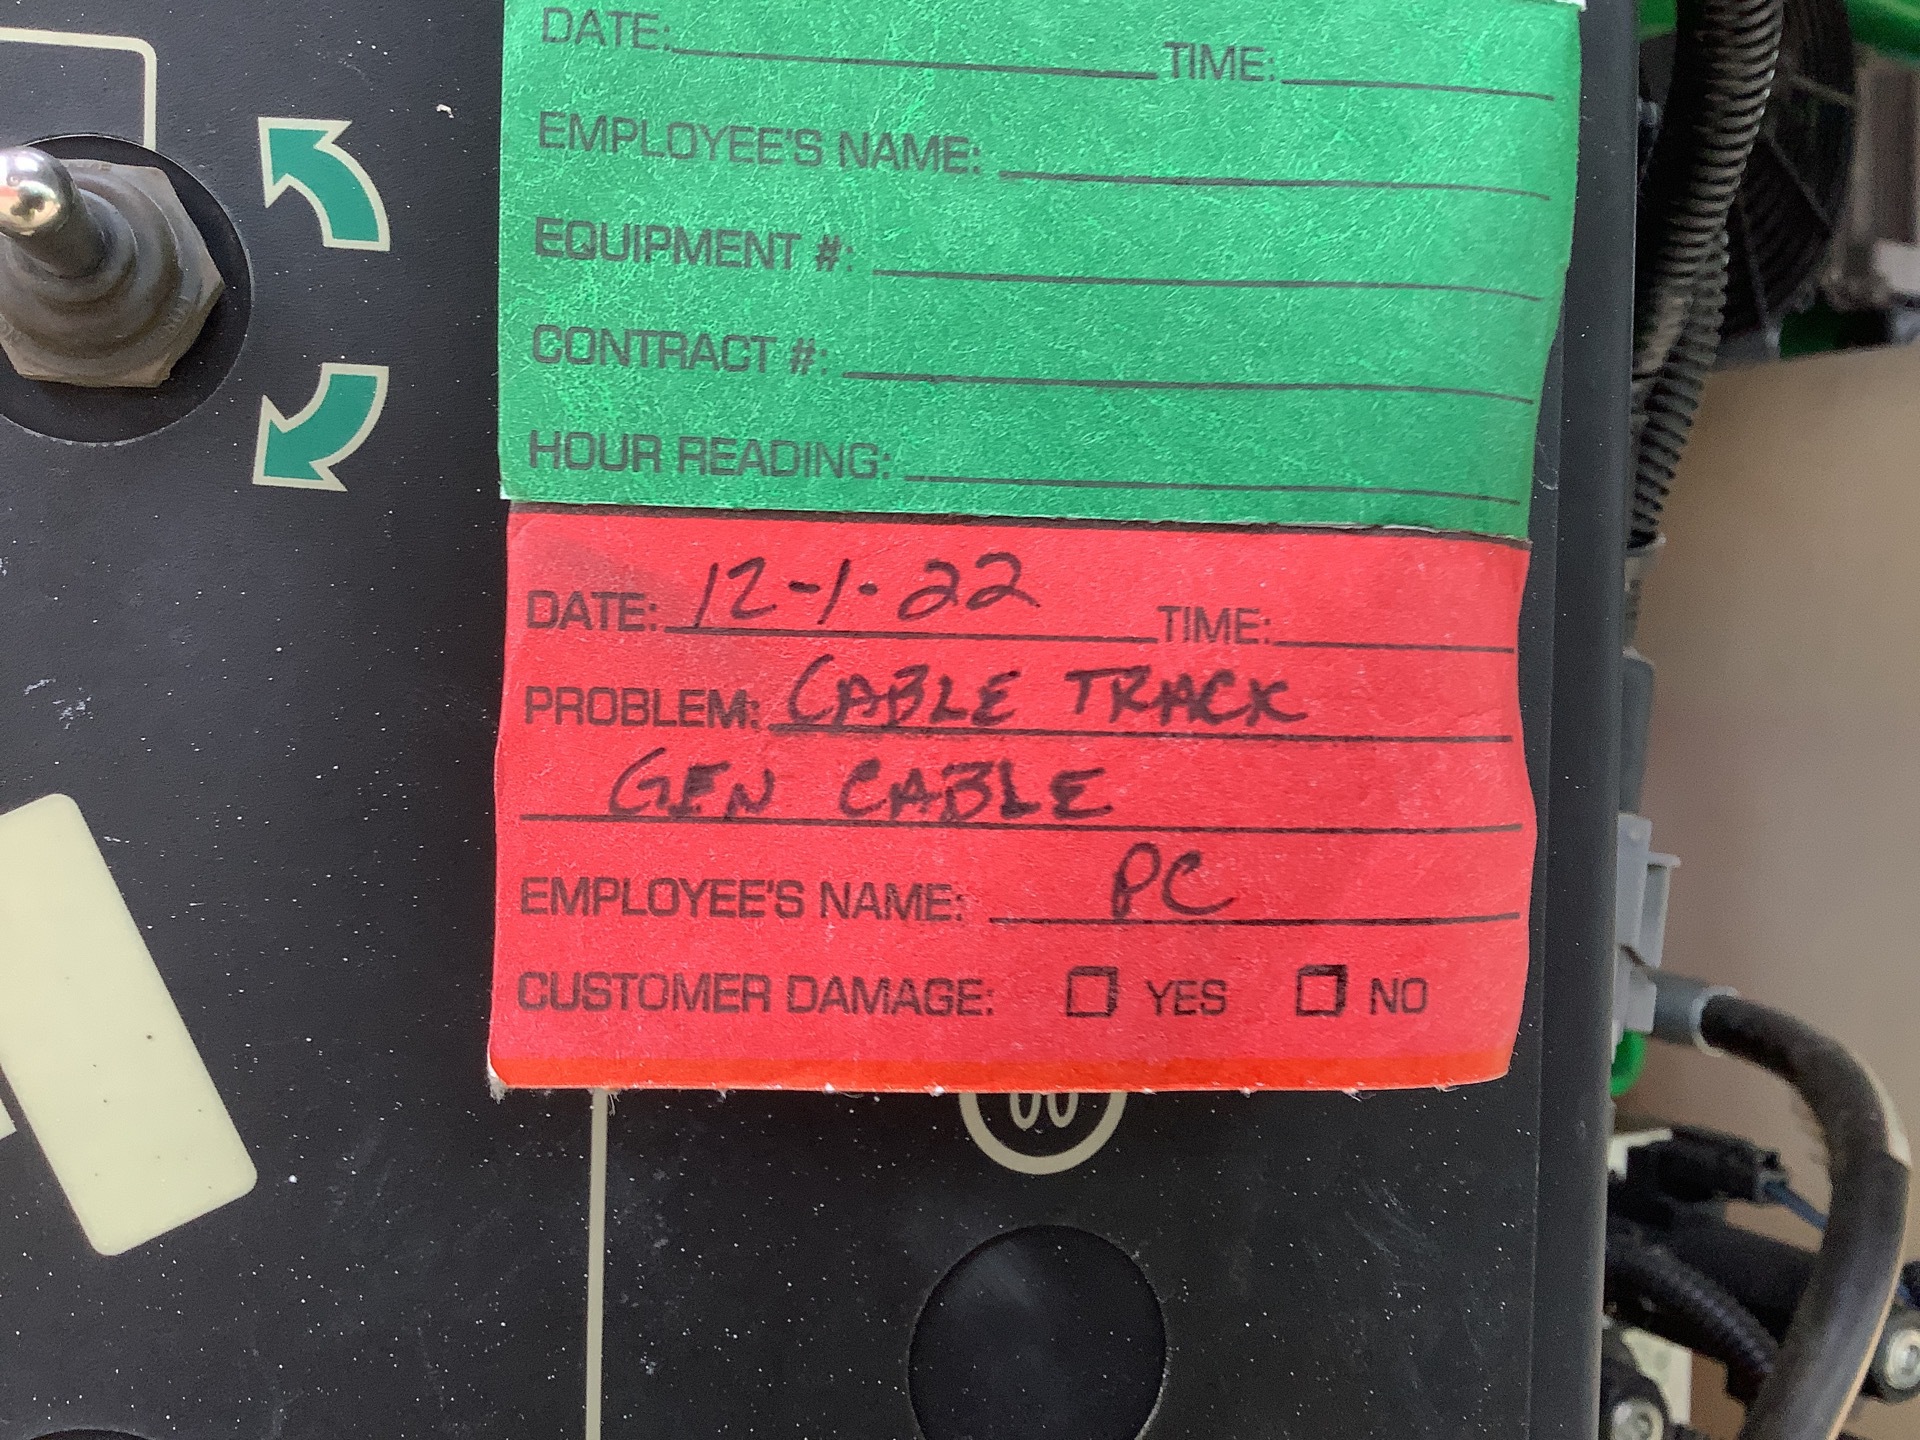 DATE: TIME:
EMPLOYEE'S NAME:
EQUIPMENT #:
CONTRACT #:
HOUR READING:
DATE: 12-1-22 TIME:
PROBLEM: CABLE TRACK
GEN CABLE
EMPLOYEE'S NAME: PC
CUSTOMER DAMAGE: YES NO